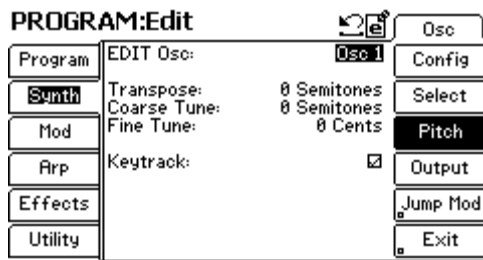 PROGRAM:Edit
e
Osc
Program
EDIT Osc: Osc 1
Config
Synth
Transpose: 0 Semitones
Coarse Tune: 0 Semitones
Fine Tune: 0 Cents
Select
Mod
Pitch
Arp
Keytrack:
Output
Effects
Jump Mod
Utility
Exit